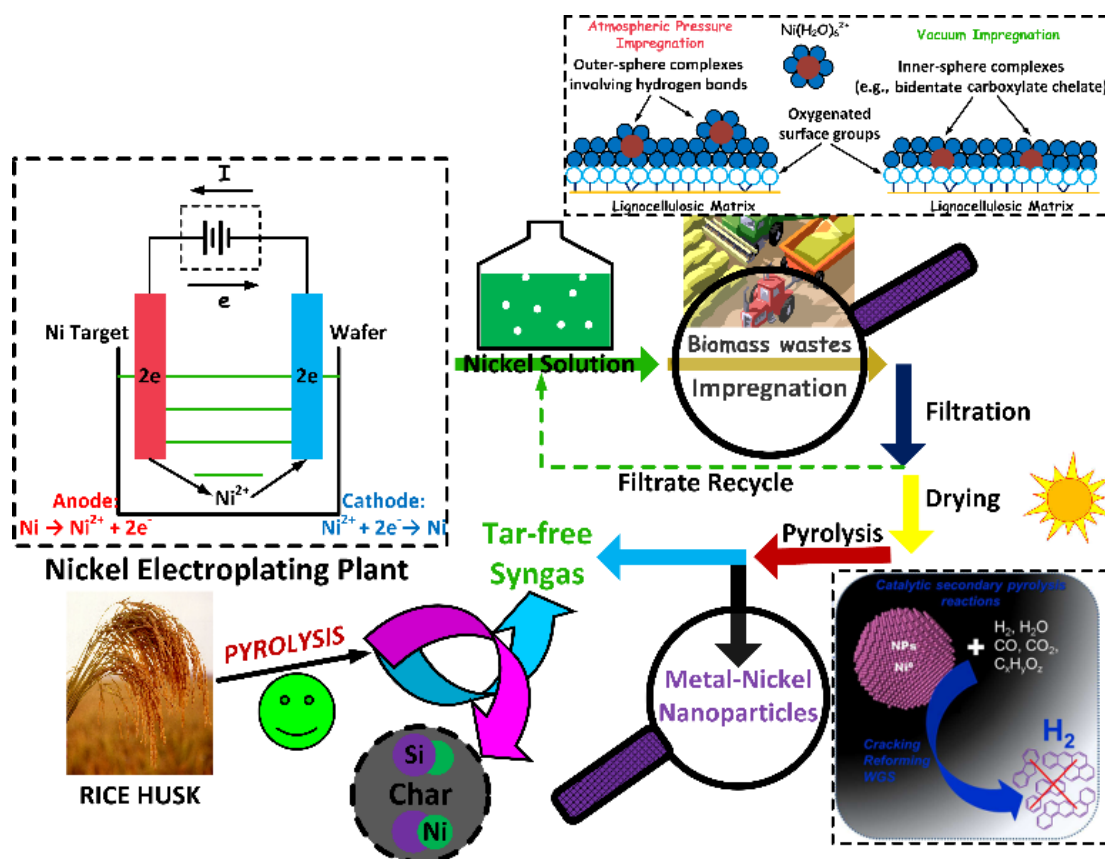 Atmospheric Pressure
Impregnation
Ni(H₂O)₆²⁺
Vacuum Impregnation
Outer-sphere complexes
involving hydrogen bonds
Inner-sphere complexes
(e.g., bidentate carboxylate chelate)
Oxygenated
surface groups
Lignocellulosic Matrix
Lignocellulosic Matrix
I
e
Ni Target
Wafer
2e
2e
Ni²⁺
Anode:
Ni → Ni²⁺ + 2e⁻
Cathode:
Ni²⁺ + 2e⁻→ Ni
Nickel Electroplating Plant
Nickel Solution
Biomass wastes
Impregnation
Filtration
Filtrate Recycle
Drying
Pyrolysis
Tar-free
Syngas
Metal-Nickel
Nanoparticles
RICE HUSK
PYROLYSIS
Si
Char
Ni
Catalytic secondary pyrolysis
reactions
NPs
Ni⁰
+
H₂, H₂O
CO, CO₂,
CₓHᵧO₂
Cracking
Reforming
WGS
H₂